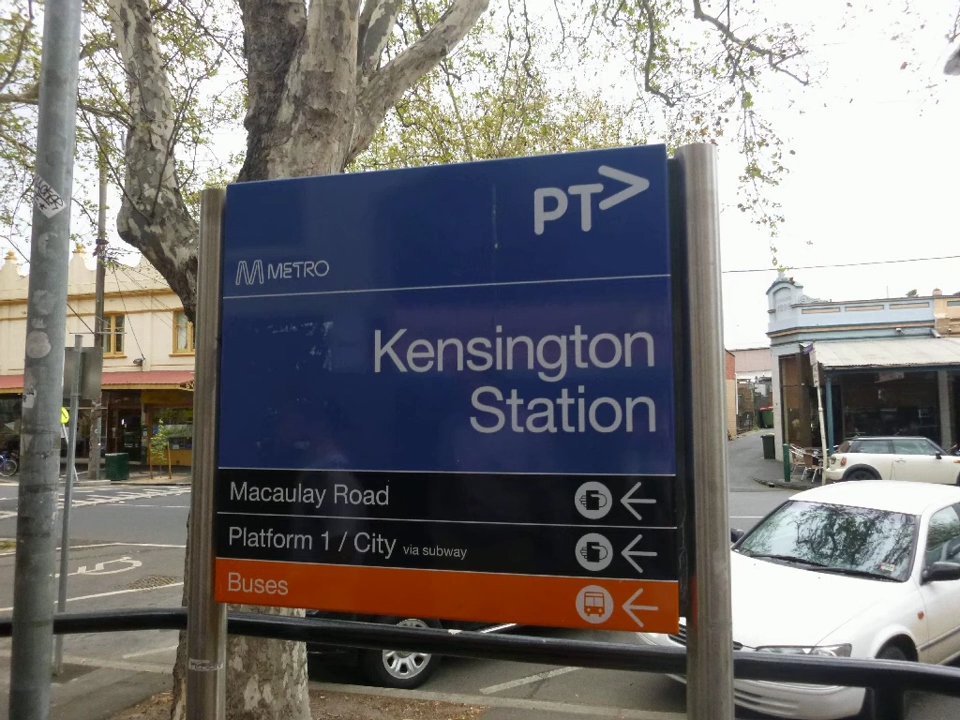 PT>
METRO
Kensington
Station
Macaulay Road
Platform 1 / City via subway
Buses